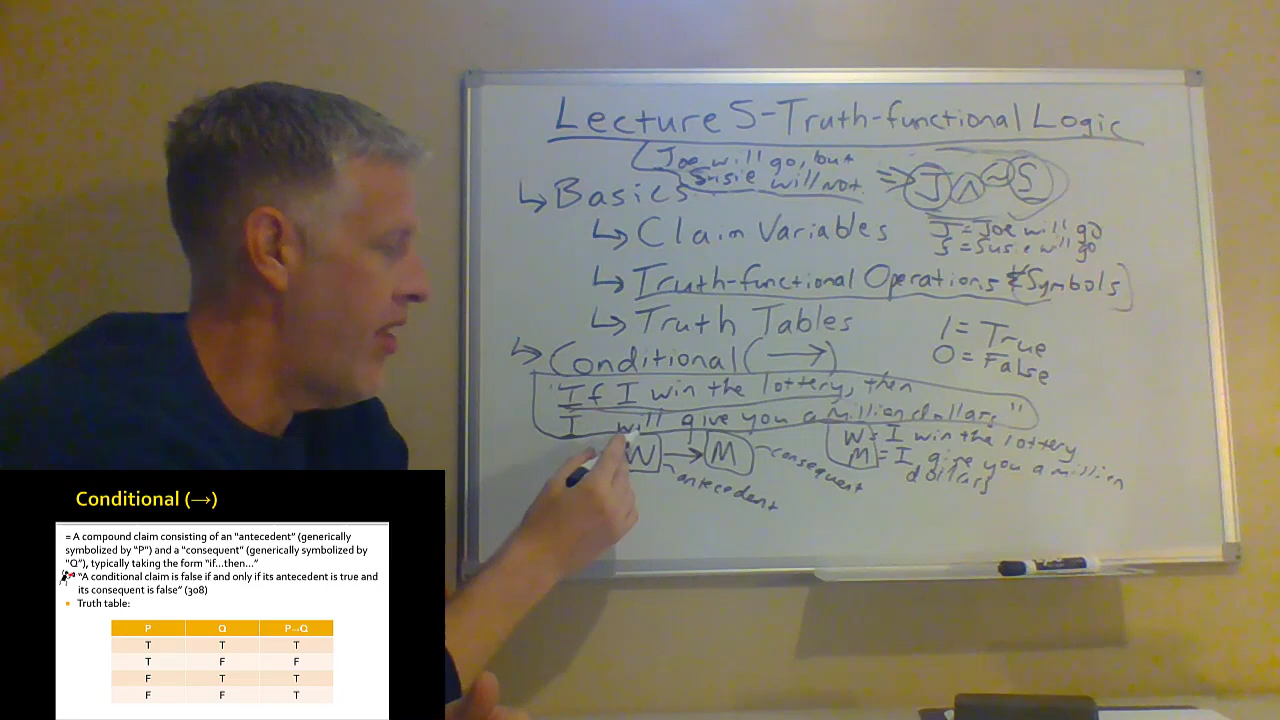 Lecture 5-Truth-functional Logic
Joe will go, but
Susie will not
J ∧ ~ S
↳ Basics
J = Joe will go
S = Susie will go
↳ Claim Variables
↳ Truth-functional Operations & Symbols
↳ Truth Tables
1 = True
0 = False
↳ Conditional (→)
"If I win the lottery, then
I will give you a million dollars"
W → M
antecedent
consequent
W = I win the lottery
M = I give you a million
dollars
Conditional (→)
= A compound claim consisting of an "antecedent" (generically
symbolized by "P") and a "consequent" (generically symbolized by
"Q"), typically taking the form "if...then..."
"A conditional claim is false if and only if its antecedent is true and
its consequent is false" (308)
Truth table:
P Q P→Q
T T T
T F F
F T T
F F T